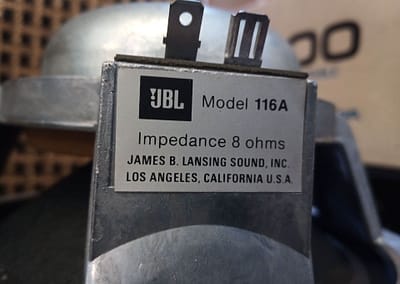 JBL Model 116A
Impedance 8 ohms
JAMES B. LANSING SOUND, INC.
LOS ANGELES, CALIFORNIA U.S.A.